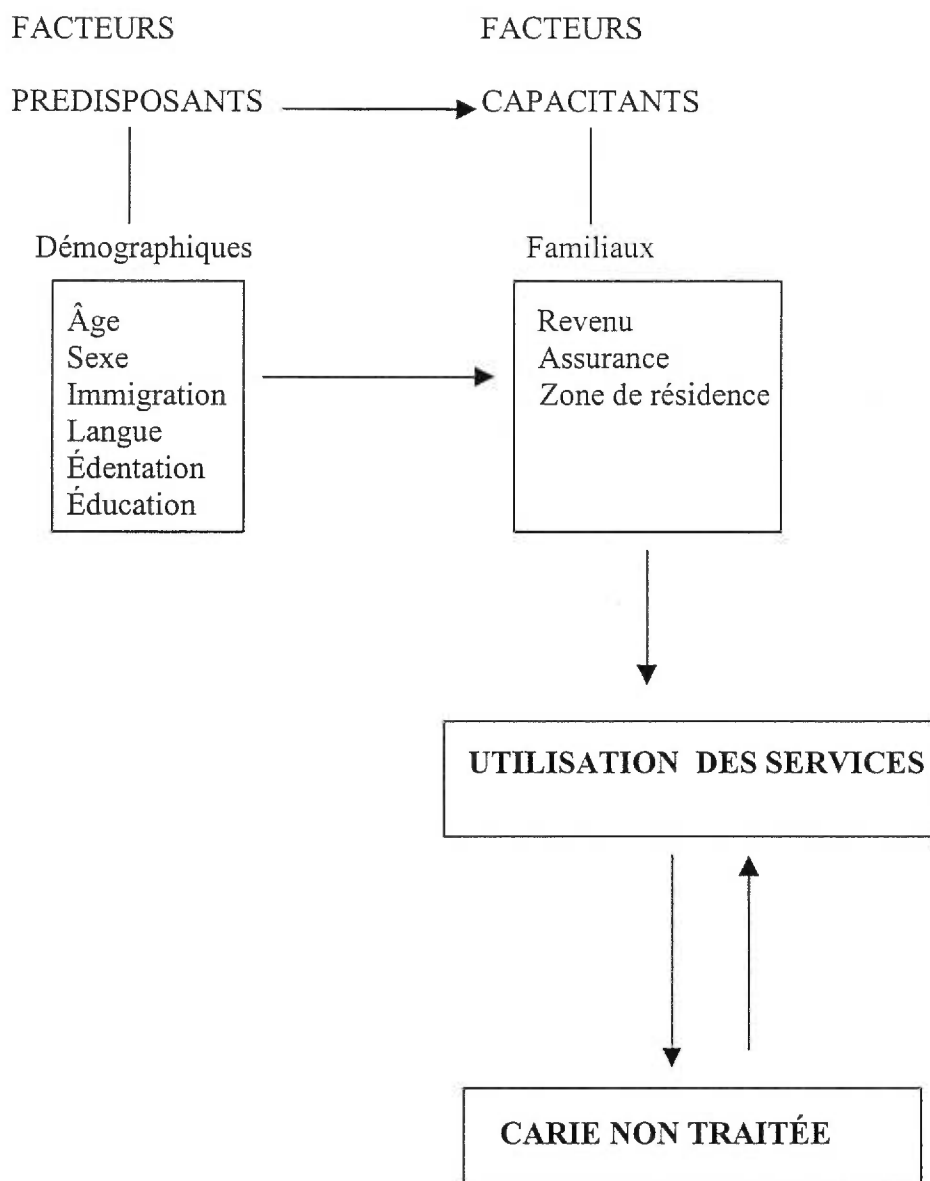 FACTEURS
PREDISPOSANTS
FACTEURS
CAPACITANTS
Démographiques
Âge
Sexe
Immigration
Langue
Édentation
Éducation
Familiaux
Revenu
Assurance
Zone de résidence
UTILISATION DES SERVICES
CARIE NON TRAITÉE